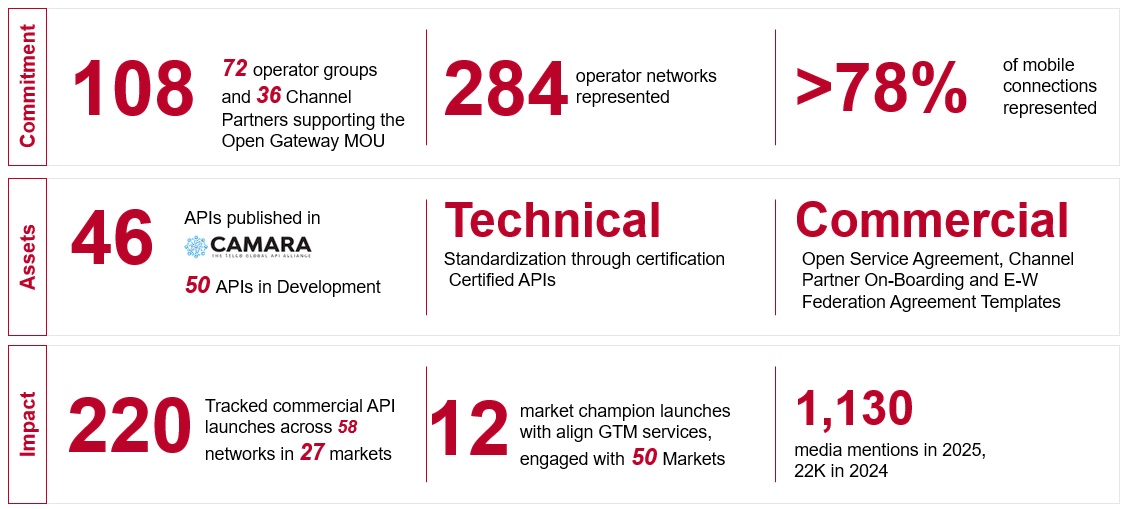 Commitment
108
72 operator groups
and 36 Channel
Partners supporting the
Open Gateway MOU
284
operator networks
represented
>78%
of mobile
connections
represented
Assets
46
APIs published in
CAMARA
THE TELCO GLOBAL API ALLIANCE
50 APIs in Development
Technical
Standardization through certification
Certified APIs
Commercial
Open Service Agreement, Channel
Partner On-Boarding and E-W
Federation Agreement Templates
Impact
220
Tracked commercial API
launches across 58
networks in 27 markets
12
market champion launches
with align GTM services,
engaged with 50 Markets
1,130
media mentions in 2025,
22K in 2024